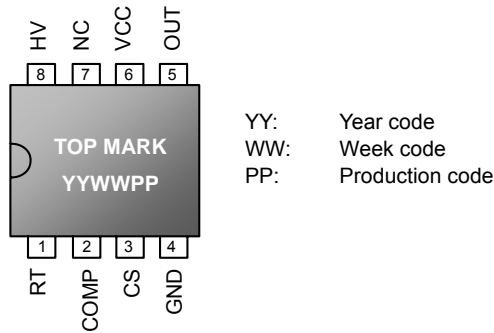 HV NC VCC OUT
8 7 6 5
TOP MARK
YYWWPP
1 2 3 4
RT COMP CS GND
YY: Year code
WW: Week code
PP: Production code